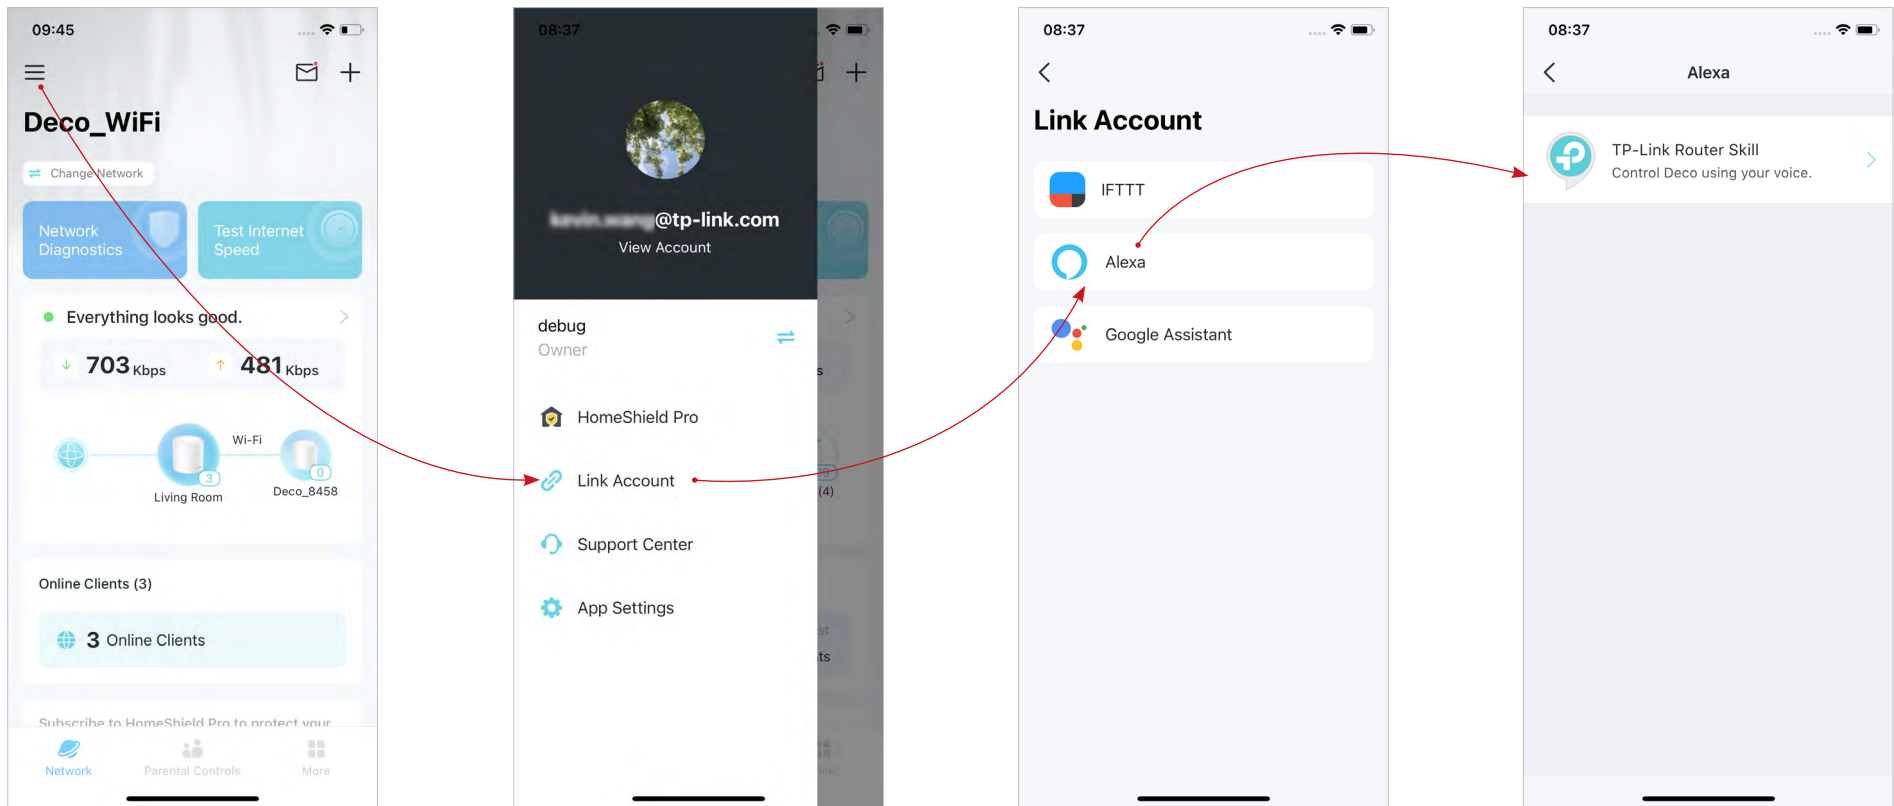 09:45
Deco_WiFi
Change Network
Network
Diagnostics
Test Internet
Speed
Everything looks good.
703 Kbps
481 Kbps
Wi-Fi
3
0
Living Room
Deco_8458
Online Clients (3)
3 Online Clients
Subscribe to HomeShield Pro to protect your
Network
Parental Controls
More
08:37
@tp-link.com
View Account
debug
Owner
HomeShield Pro
Link Account
Support Center
App Settings
s
(4)
st
ts
08:37
Link Account
IFTTT
Alexa
Google Assistant
08:37
Alexa
TP-Link Router Skill
Control Deco using your voice.